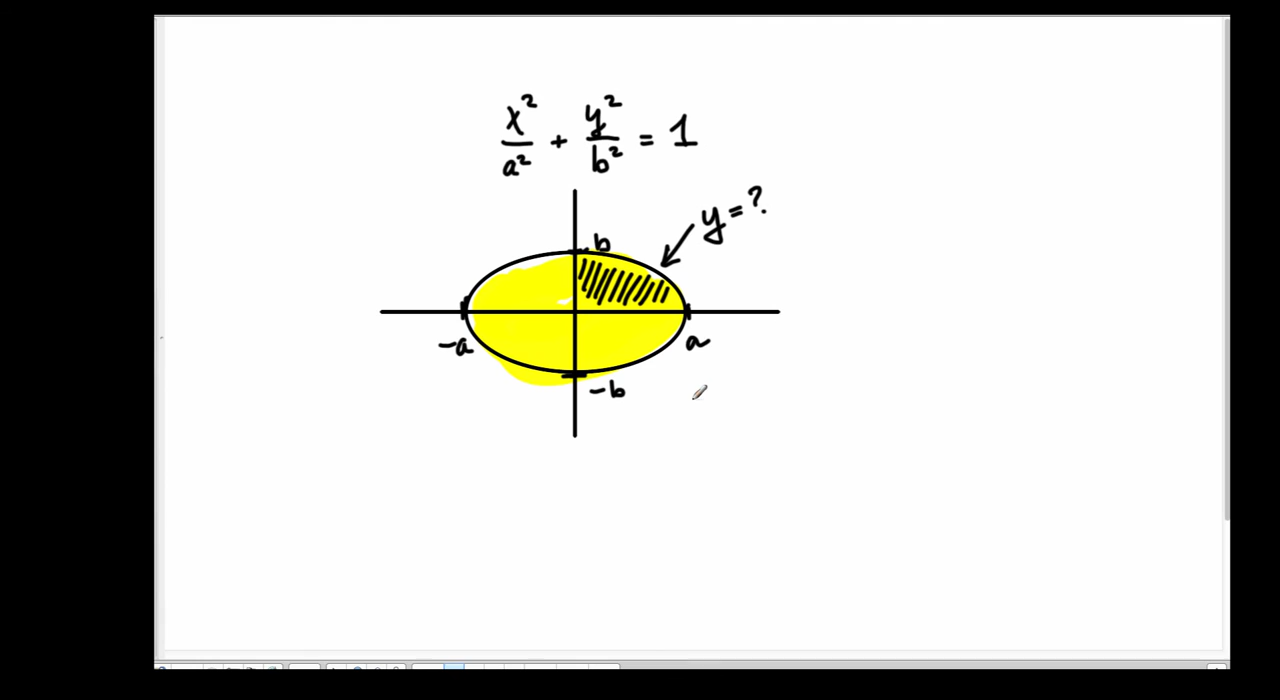 x²/a² + y²/b² = 1
y = ?
b
-a
a
-b